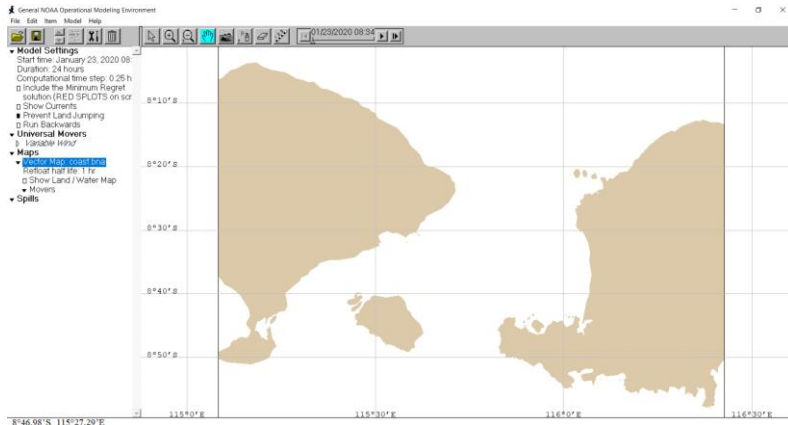 General NOAA Operational Modeling Environment
File Edit Item Model Help
01/23/2020 08:34
Model Settings
Start time: January 23, 2020 08:
Duration: 24 hours
Computational time step: 0.25 h
Include the Minimum Regret
solution (RED SPLOTS on scr
Show Currents
Prevent Land Jumping
Run Backwards
Universal Movers
Variable Wind
Maps
Vector Map: coast.bna
Refloat half life: 1 hr
Show Land / Water Map
Movers
Spills
8°10'S
8°20'S
8°30'S
8°40'S
8°50'S
115°0'E
115°30'E
116°0'E
116°30'E
8°46.98'S, 115°27.29'E